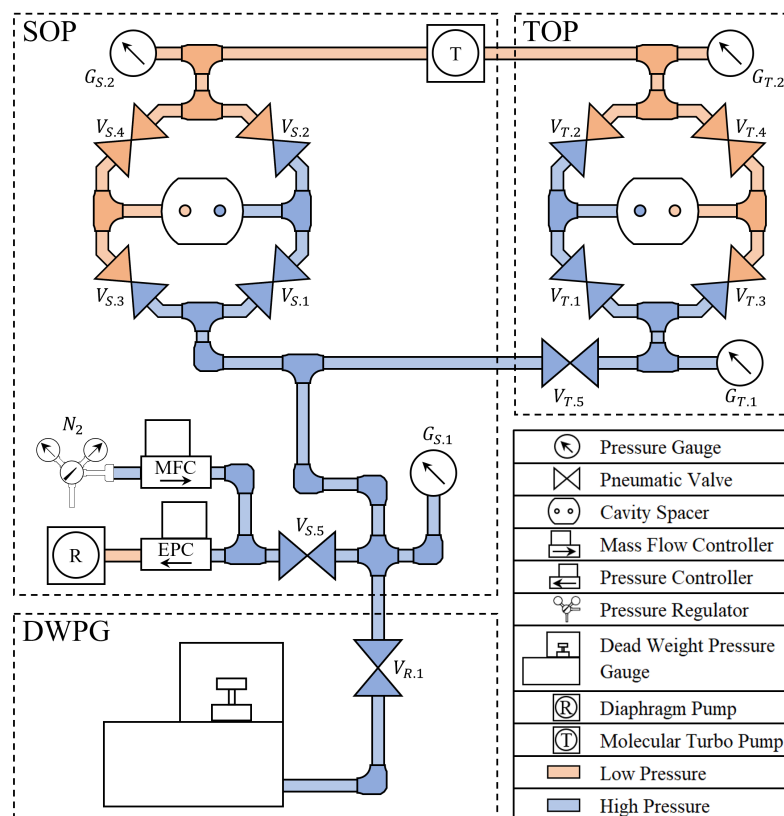 SOP
TOP
T
G_{S.2}
G_{T.2}
V_{S.4}
V_{S.2}
V_{T.2}
V_{T.4}
V_{S.3}
V_{S.1}
V_{T.1}
V_{T.3}
V_{T.5}
G_{T.1}
N_2
G_{S.1}
MFC
V_{S.5}
R
EPC
DWPG
V_{R.1}
Pressure Gauge
Pneumatic Valve
Cavity Spacer
Mass Flow Controller
Pressure Controller
Pressure Regulator
Dead Weight Pressure
Gauge
R Diaphragm Pump
T Molecular Turbo Pump
Low Pressure
High Pressure